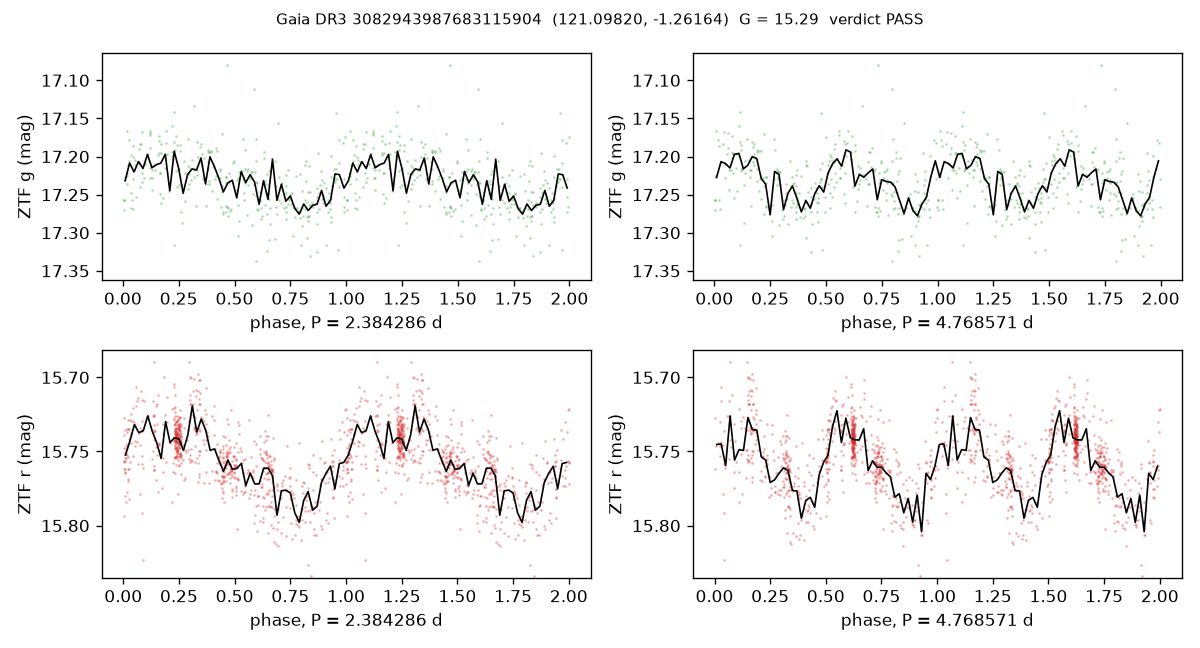 Gaia DR3 3082943987683115904  (121.09820, -1.26164)  G = 15.29  verdict PASS
ZTF g (mag)
17.10
17.15
17.20
17.25
17.30
17.35
0.00 0.25 0.50 0.75 1.00 1.25 1.50 1.75 2.00
phase, P = 2.384286 d
ZTF g (mag)
17.10
17.15
17.20
17.25
17.30
17.35
0.00 0.25 0.50 0.75 1.00 1.25 1.50 1.75 2.00
phase, P = 4.768571 d
ZTF r (mag)
15.70
15.75
15.80
0.00 0.25 0.50 0.75 1.00 1.25 1.50 1.75 2.00
phase, P = 2.384286 d
ZTF r (mag)
15.70
15.75
15.80
0.00 0.25 0.50 0.75 1.00 1.25 1.50 1.75 2.00
phase, P = 4.768571 d